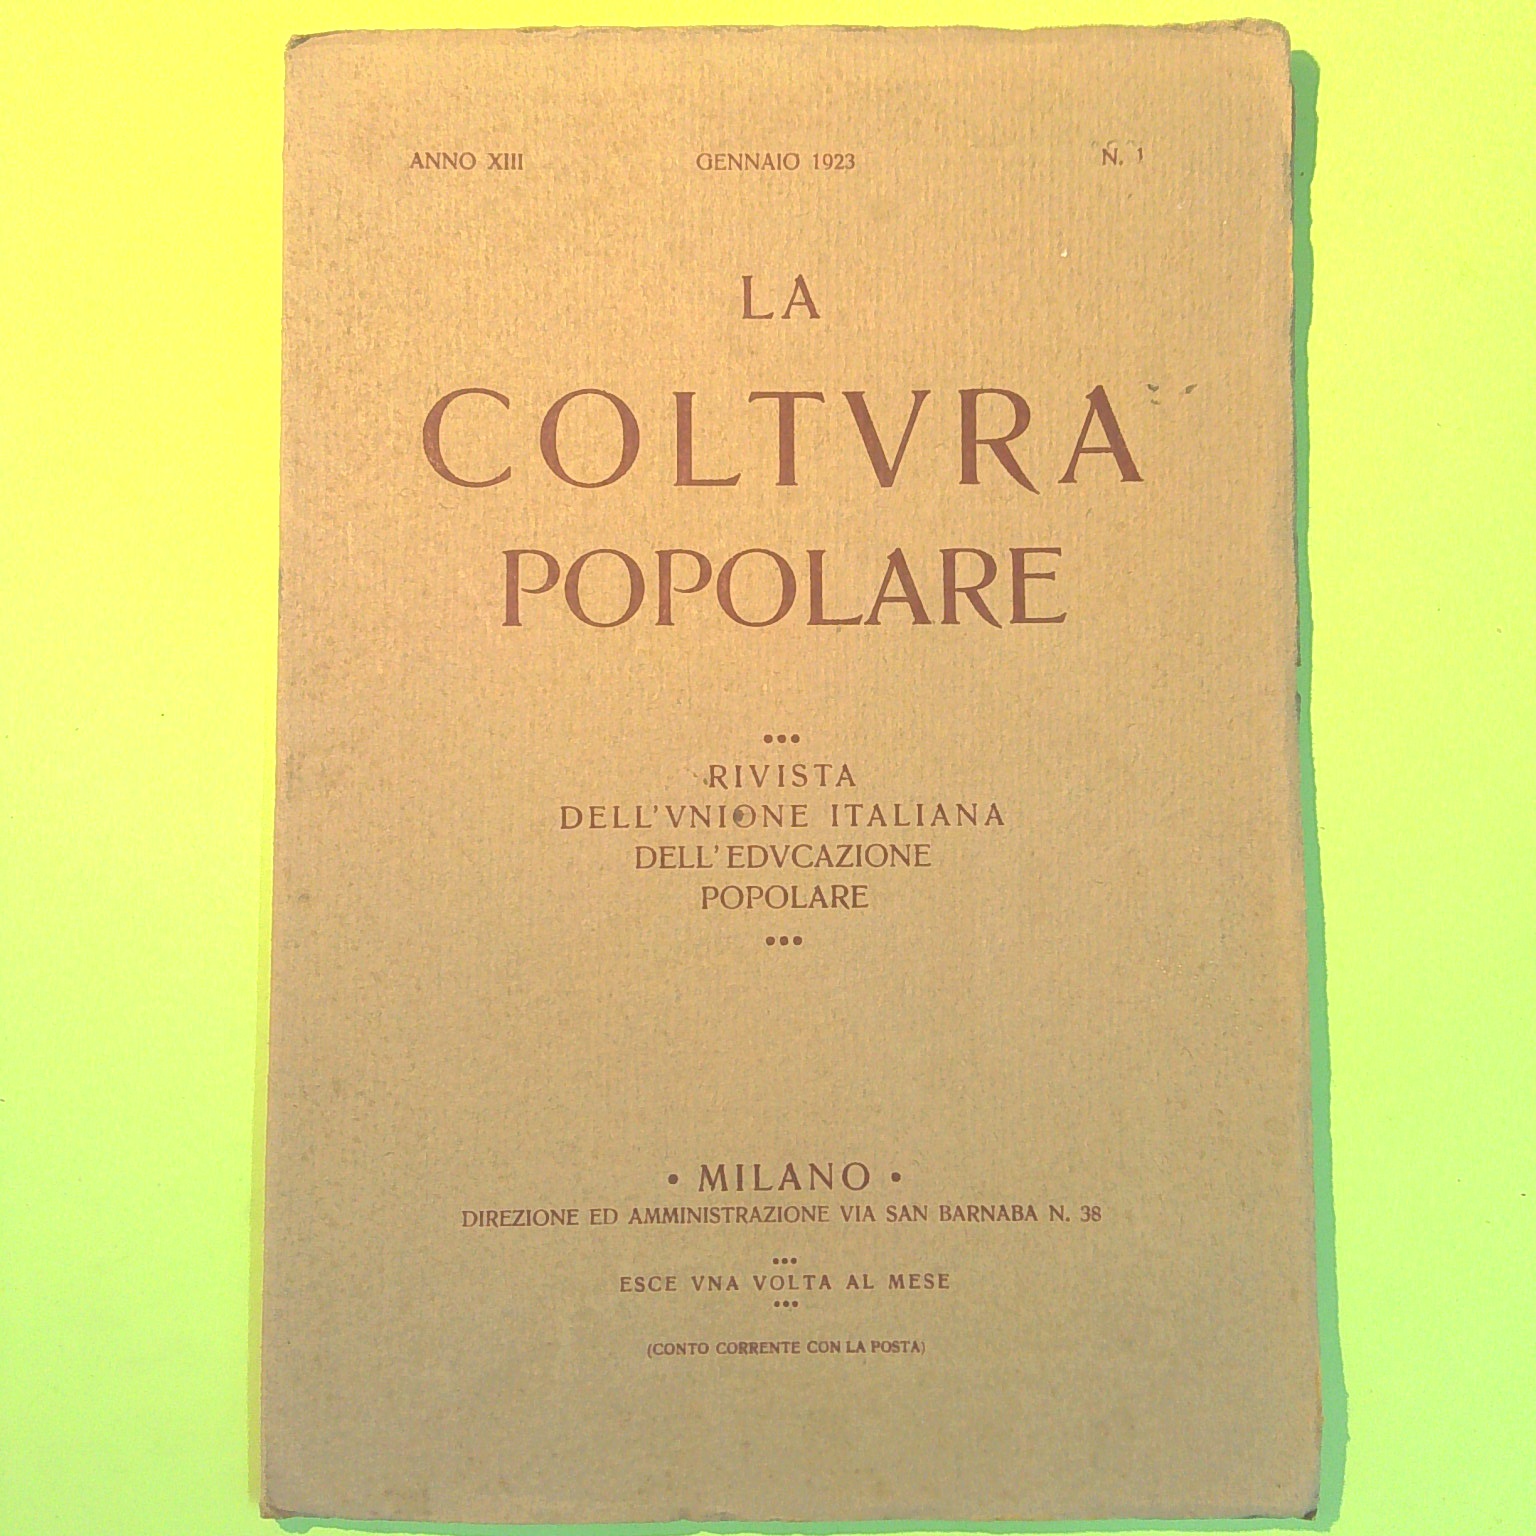 ANNO XIII GENNAIO 1923 N. 1
LA
COLTVRA
POPOLARE
RIVISTA
DELL'VNIONE ITALIANA
DELL'EDVCAZIONE
POPOLARE
• MILANO •
DIREZIONE ED AMMINISTRAZIONE VIA SAN BARNABA N. 38
ESCE VNA VOLTA AL MESE
(CONTO CORRENTE CON LA POSTA)